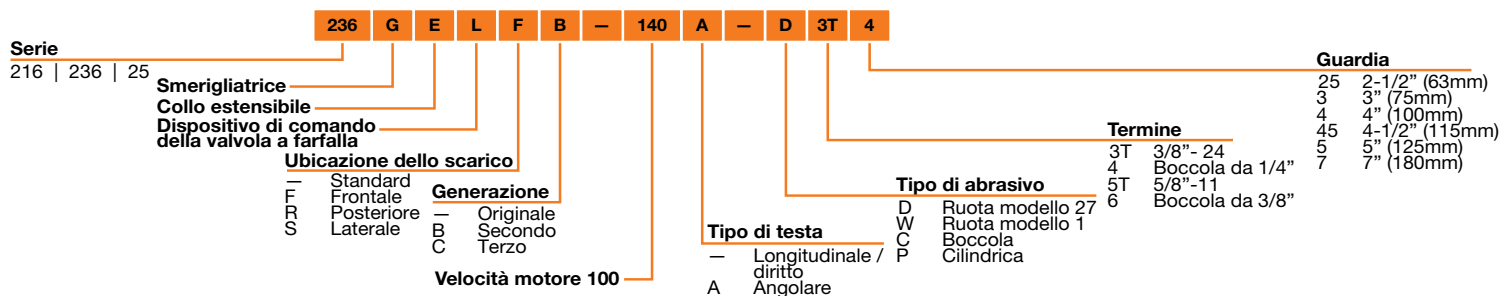 236 G E L F B — 140 A — D 3T 4
Serie
216 | 236 | 25
Smerigliatrice
Collo estensibile
Dispositivo di comando
della valvola a farfalla
Ubicazione dello scarico
— Standard
F Frontale
R Posteriore
S Laterale
Generazione
— Originale
B Secondo
C Terzo
Velocità motore 100
Tipo di testa
— Longitudinale /
diritto
A Angolare
Tipo di abrasivo
D Ruota modello 27
W Ruota modello 1
C Boccola
P Cilindrica
Termine
3T 3/8”- 24
4 Boccola da 1/4”
5T 5/8”-11
6 Boccola da 3/8”
Guardia
25 2-1/2” (63mm)
3 3” (75mm)
4 4” (100mm)
45 4-1/2” (115mm)
5 5” (125mm)
7 7” (180mm)